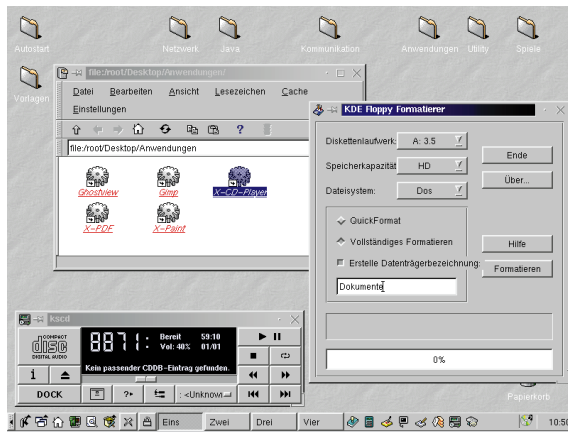 Autostart
Netzwerk
Java
Kommunikation
Anwendungen
Utility
Spiele
Vorlagen
file:/root/Desktop/Anwendungen/
Datei Bearbeiten Ansicht Lesezeichen Cache
Einstellungen
?
file:/root/Desktop/Anwendungen
Ghostview
Gimp
X-CD-Player
X-PDF
X-Paint
KDE Floppy Formatierer
Diskettenlaufwerk: A: 3.5
Ende
Speicherkapazität HD
Über...
Dateisystem: Dos
QuickFormat
Vollständiges Formatieren
Hilfe
Erstelle Datenträgerbezeichnung:
Formatieren
Dokumente
0%
kscd
COMPACT
disc
DIGITAL AUDIO
Bereit 59:10
Vol: 40% 01/01
Kein passender CDDB-Eintrag gefunden.
DOCK
Papierkorb
Eins
Zwei
Drei
Vier
10:50